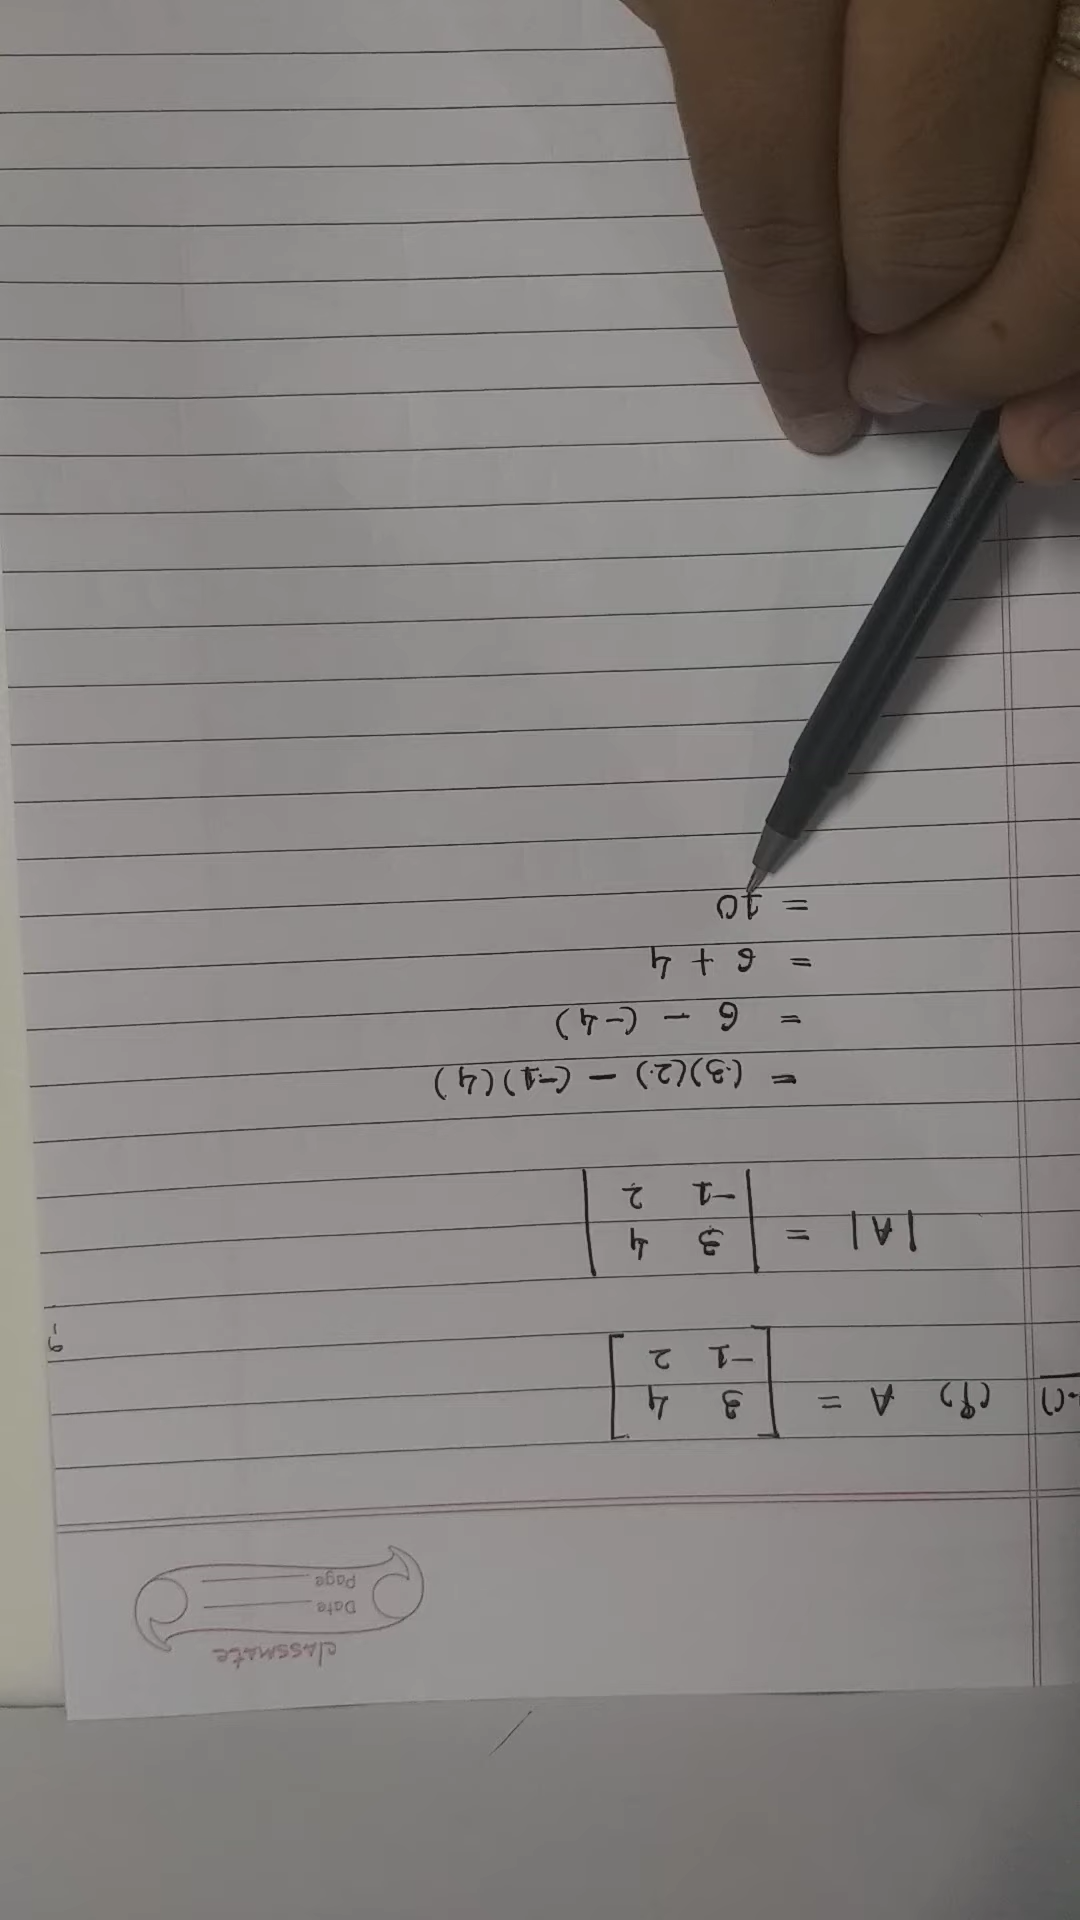 classmate
Date
Page
(i) A = [ 3 4
-1 2 ]
|A| = | 3 4
-1 2 |
= (3)(2) - (-1)(4)
= 6 - (-4)
= 6 + 4
= 10